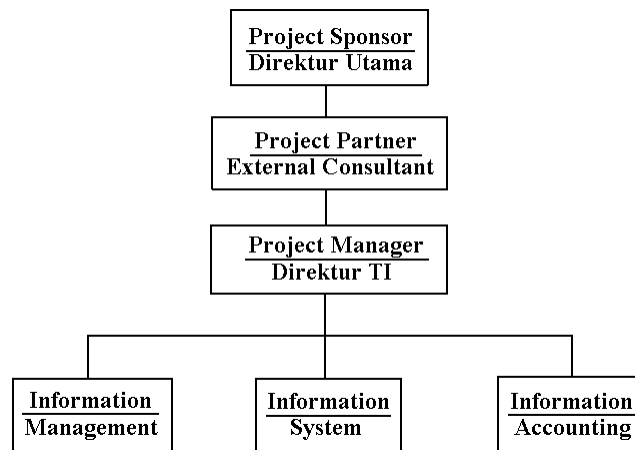 Project Sponsor
Direktur Utama
Project Partner
External Consultant
Project Manager
Direktur TI
Information
Management
Information
System
Information
Accounting